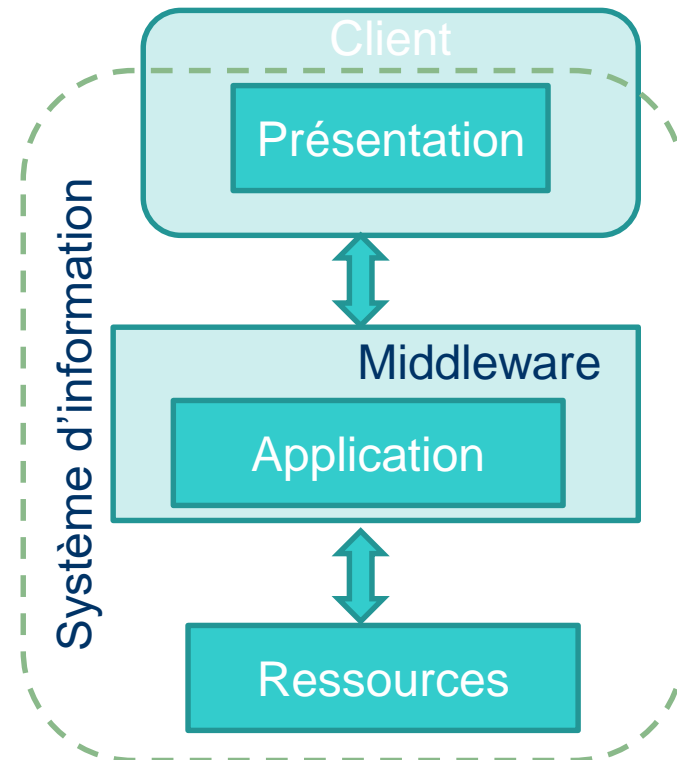 Client
Présentation
Système d’information
Middleware
Application
Ressources